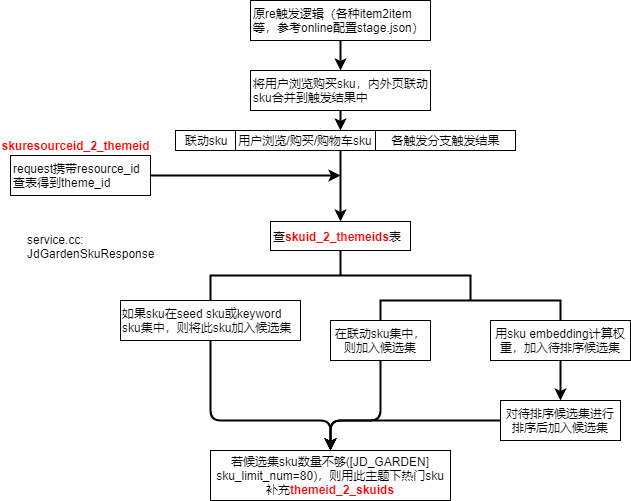 原re触发逻辑（各种item2item
等，参考online配置stage.json）
将用户浏览购买sku，内外页联动
sku合并到触发结果中
联动sku
用户浏览/购买/购物车sku
各触发分支触发结果
skuresourceid_2_themeid
request携带resource_id
查表得到theme_id
查skuid_2_themeids表
service.cc:
JdGardenSkuResponse
如果sku在seed sku或keyword
sku集中，则将此sku加入候选集
在联动sku集中，
则加入候选集
用sku embedding计算权
重，加入待排序候选集
对待排序候选集进行
排序后加入候选集
若候选集sku数量不够([JD_GARDEN]
sku_limit_num=80)，则用此主题下热门sku
补充themeid_2_skuids